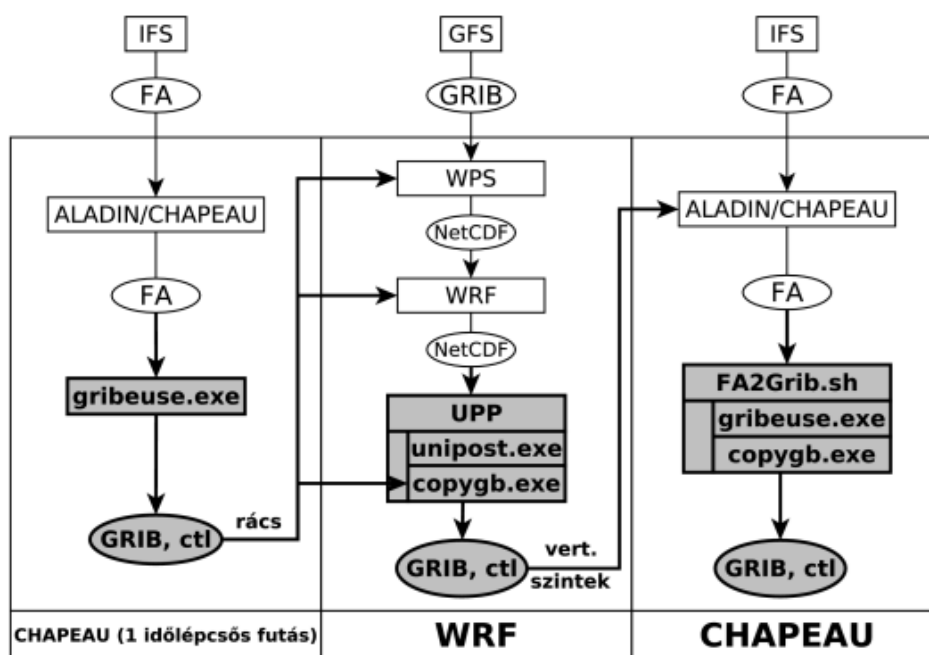 IFS
FA
ALADIN/CHAPEAU
FA
gribeuse.exe
GRIB, ctl
rács
CHAPEAU (1 időlépcsős futás)
GFS
GRIB
WPS
NetCDF
WRF
NetCDF
UPP
unipost.exe
copygb.exe
GRIB, ctl
vert.
szintek
WRF
IFS
FA
ALADIN/CHAPEAU
FA
FA2Grib.sh
gribeuse.exe
copygb.exe
GRIB, ctl
CHAPEAU